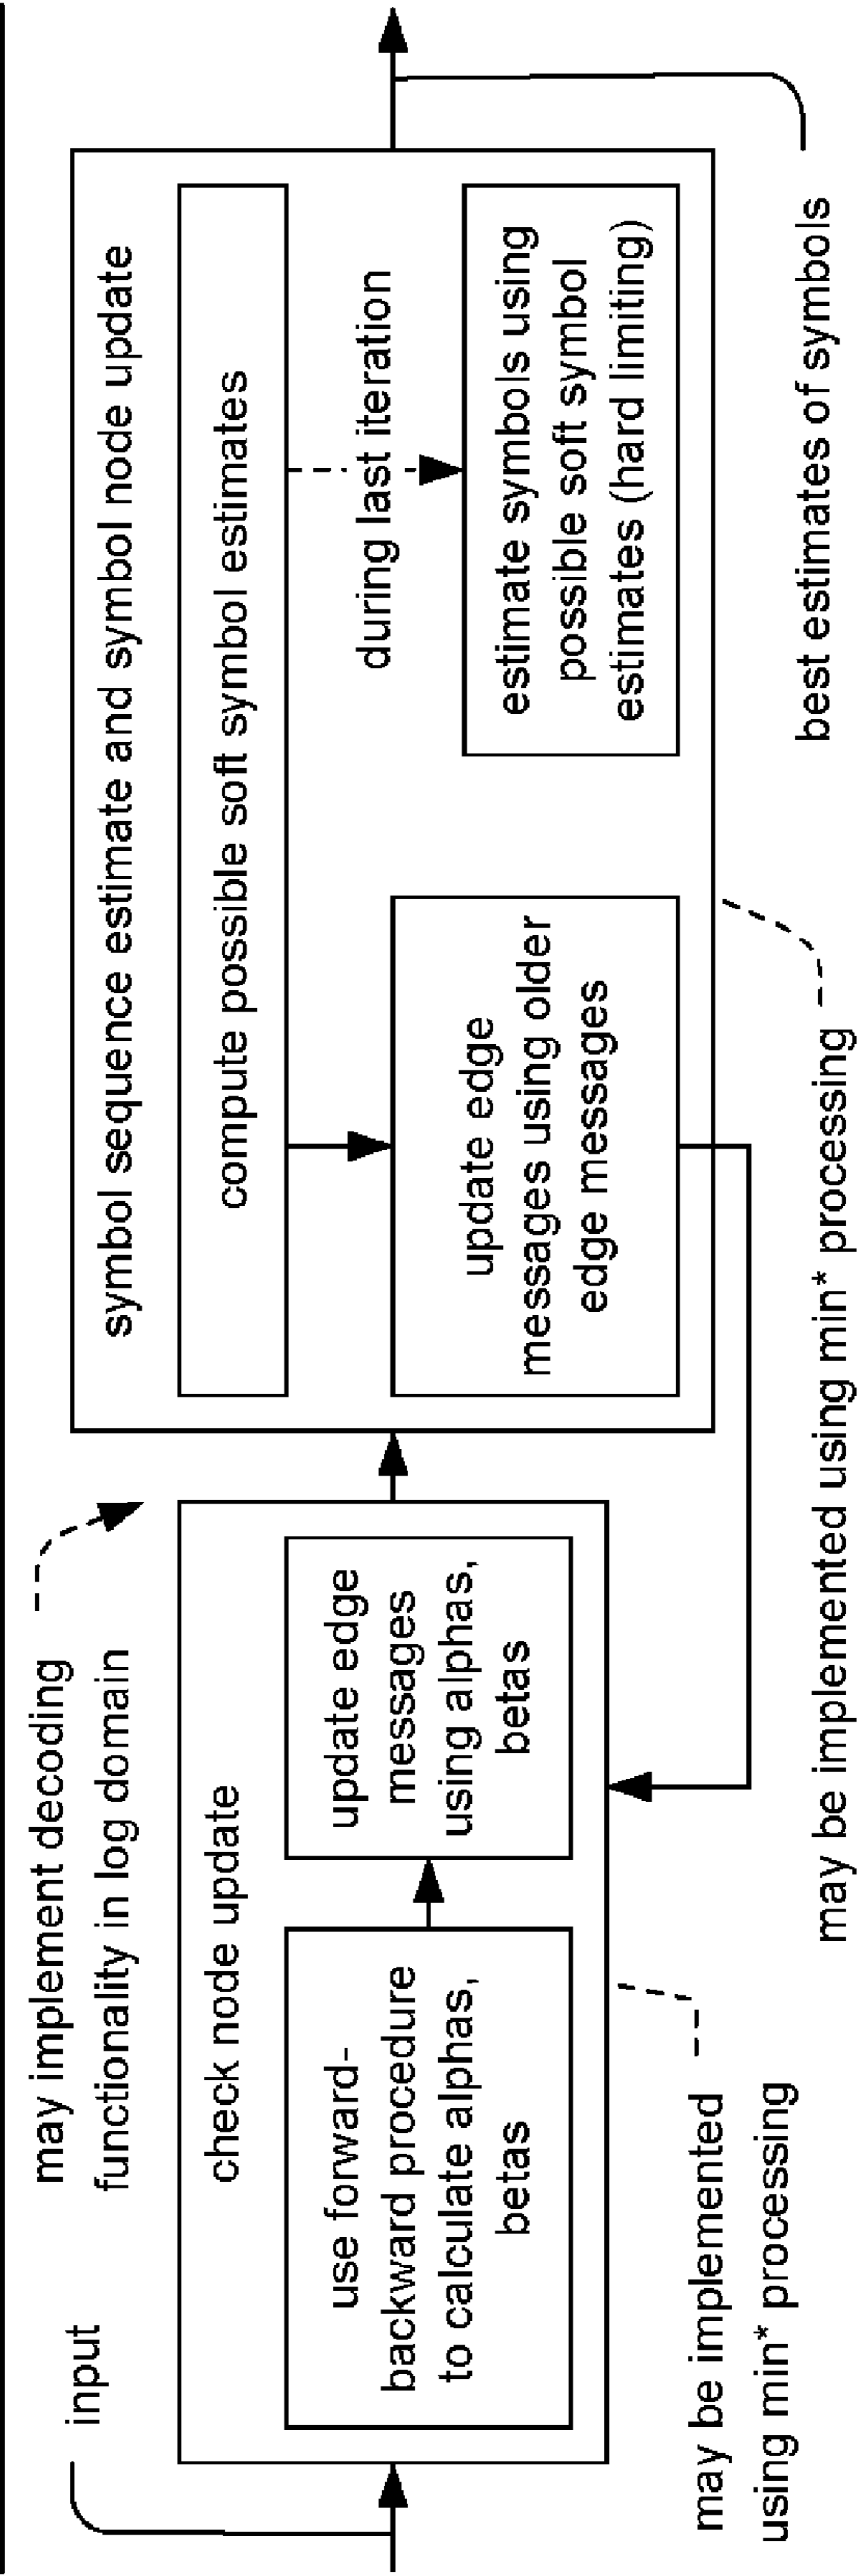 input
may implement decoding
functionality in log domain
check node update
use forward-
backward procedure
to calculate alphas,
betas
update edge
messages
using alphas,
betas
may be implemented
using min* processing
symbol sequence estimate and symbol node update
compute possible soft symbol estimates
update edge
messages using older
edge messages
during last iteration
estimate symbols using
possible soft symbol
estimates (hard limiting)
may be implemented using min* processing
best estimates of symbols